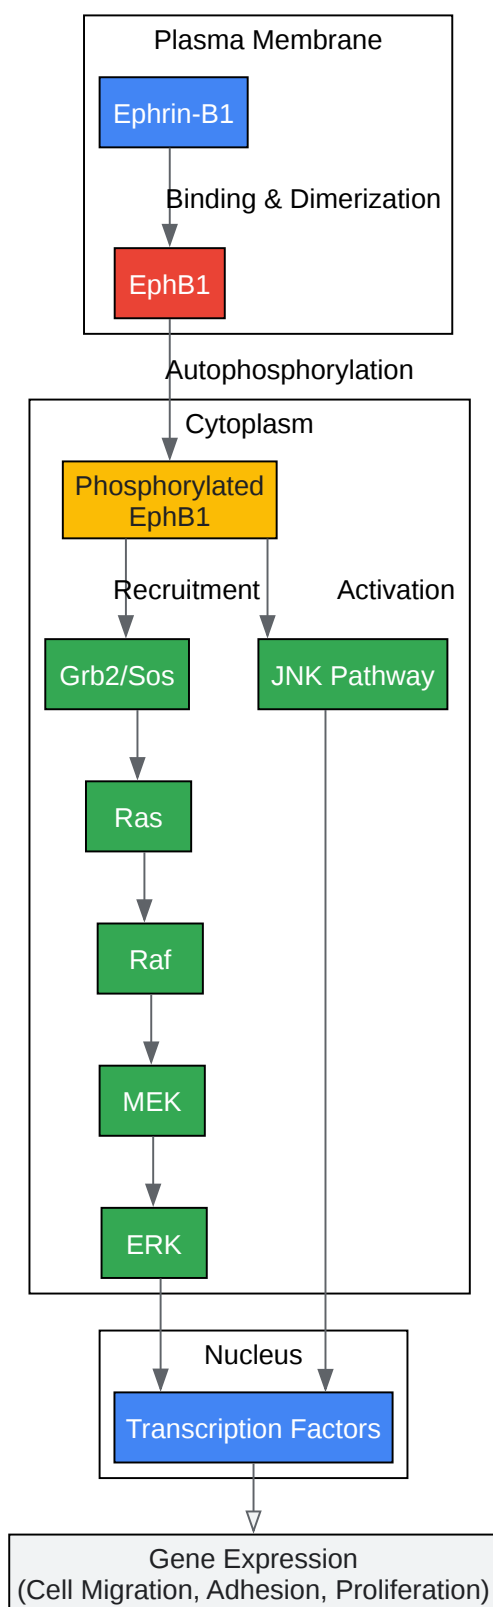 Plasma Membrane
Ephrin-B1
Binding & Dimerization
EphB1
Autophosphorylation
Cytoplasm
Phosphorylated
EphB1
Recruitment
Activation
Grb2/Sos
JNK Pathway
Ras
Raf
MEK
ERK
Nucleus
Transcription Factors
Gene Expression
(Cell Migration, Adhesion, Proliferation)